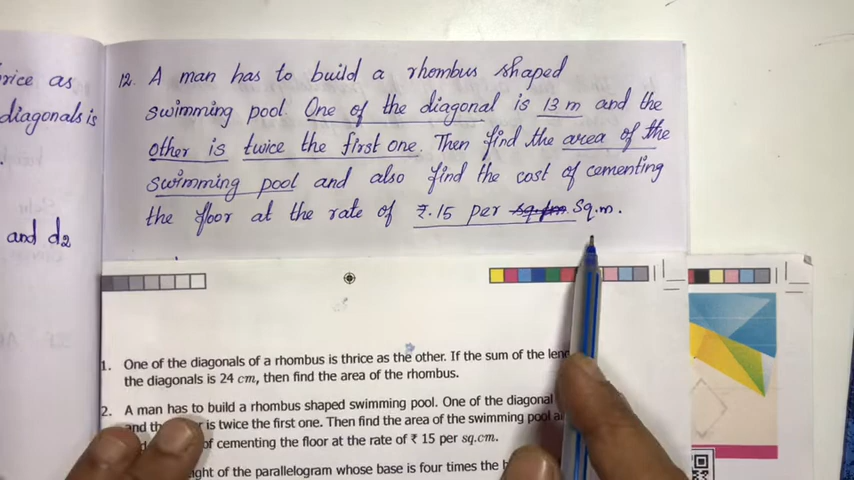 rice as
diagonals is
and d2
12. A man has to build a rhombus shaped
swimming pool. One of the diagonal is 13 m and the
other is twice the first one. Then find the area of the
swimming pool and also find the cost of cementing
the floor at the rate of ₹.15 per Sq.m.
1. One of the diagonals of a rhombus is thrice as the other. If the sum of the
the diagonals is 24 cm, then find the area of the rhombus.
2. A man has to build a rhombus shaped swimming pool. One of the diagonal
is twice the first one. Then find the area of the swimming pool
of cementing the floor at the rate of ₹ 15 per sq.cm.
of the parallelogram whose base is four times the